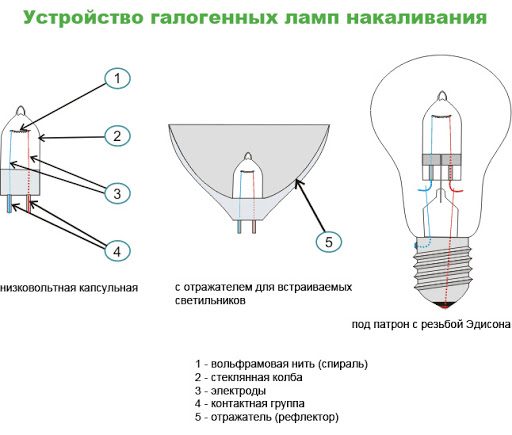 Устройство галогенных ламп накаливания
1
2
3
4
5
низковольтная капсульная
с отражателем для встраиваемых
светильников
под патрон с резьбой Эдисона
1 - вольфрамовая нить (спираль)
2 - стеклянная колба
3 - электроды
4 - контактная группа
5 - отражатель (рефлектор)